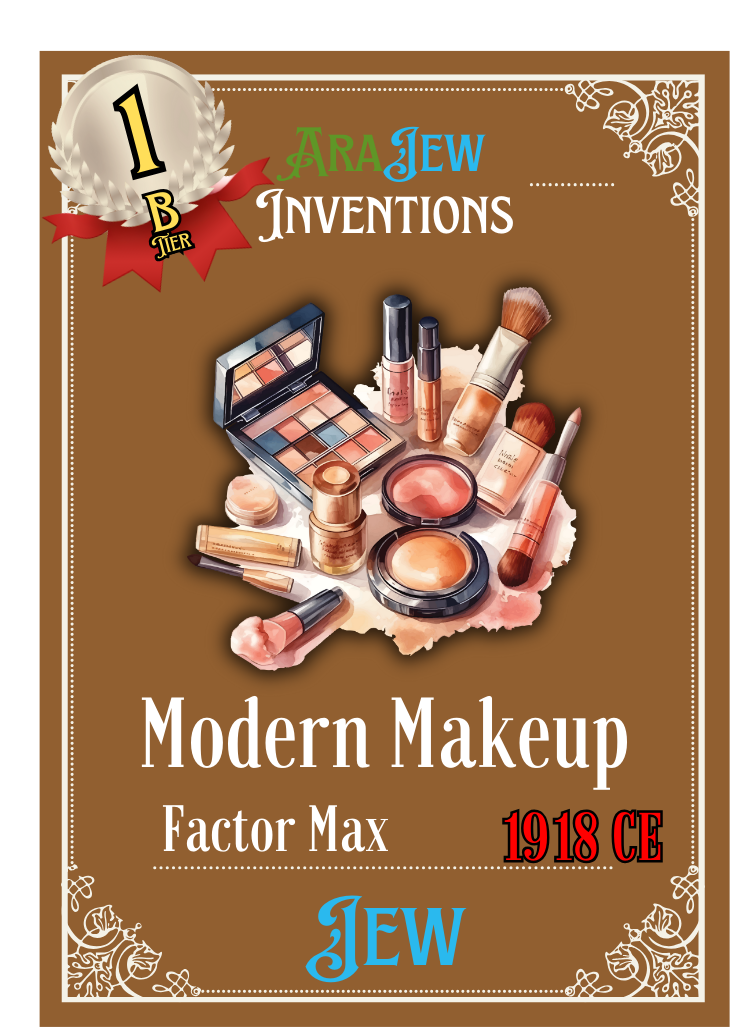 1
B
Tier
AraJew
Inventions
Modern Makeup
Factor Max
1918 CE
Jew